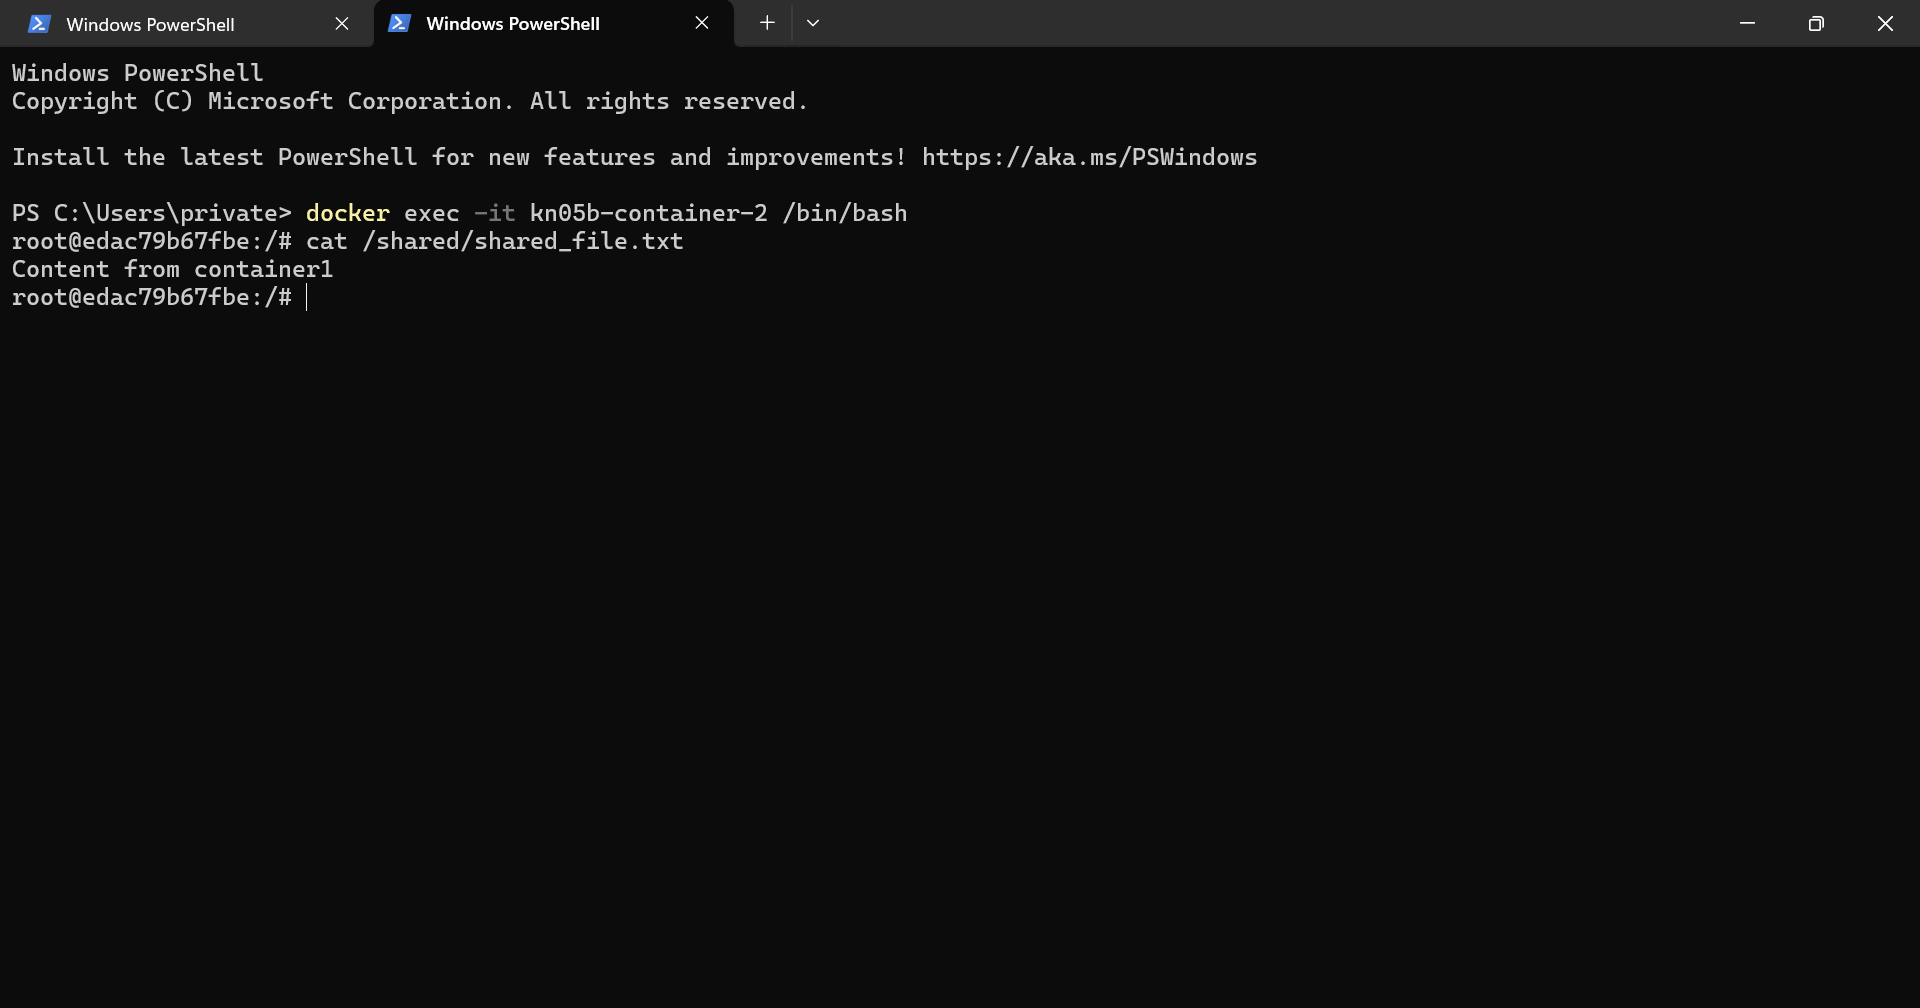 Windows PowerShell
Windows PowerShell
Windows PowerShell
Copyright (C) Microsoft Corporation. All rights reserved.
Install the latest PowerShell for new features and improvements! https://aka.ms/PSWindows
PS C:\Users\private> docker exec -it kn05b-container-2 /bin/bash
root@edac79b67fbe:/# cat /shared/shared_file.txt
Content from container1
root@edac79b67fbe:/#